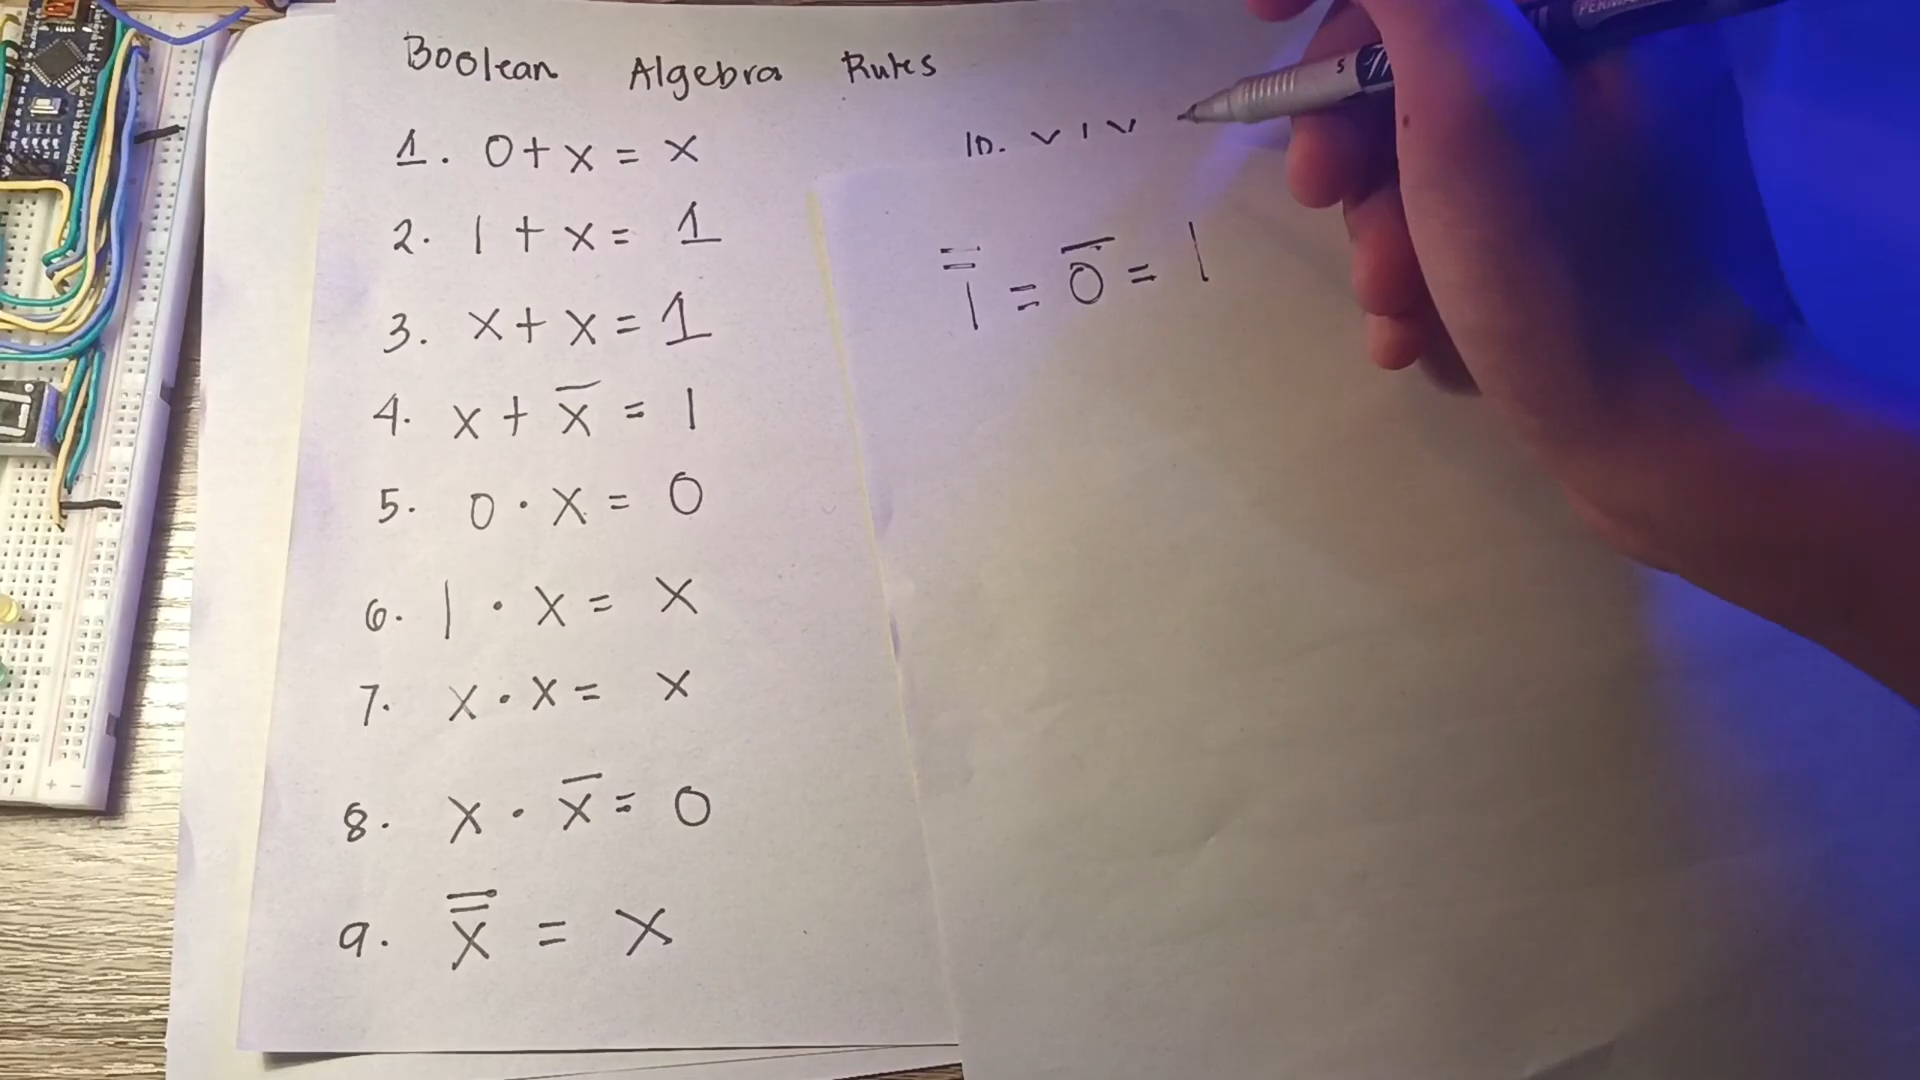 Boolean Algebra Rules
1. 0 + x = x
2. 1 + x = 1
3. x + x = 1
4. x + x̅ = 1
5. 0 · x = 0
6. 1 · x = x
7. x · x = x
8. x · x̅ = 0
9. x̿ = x
10.
1̿ = 0̅ = 1